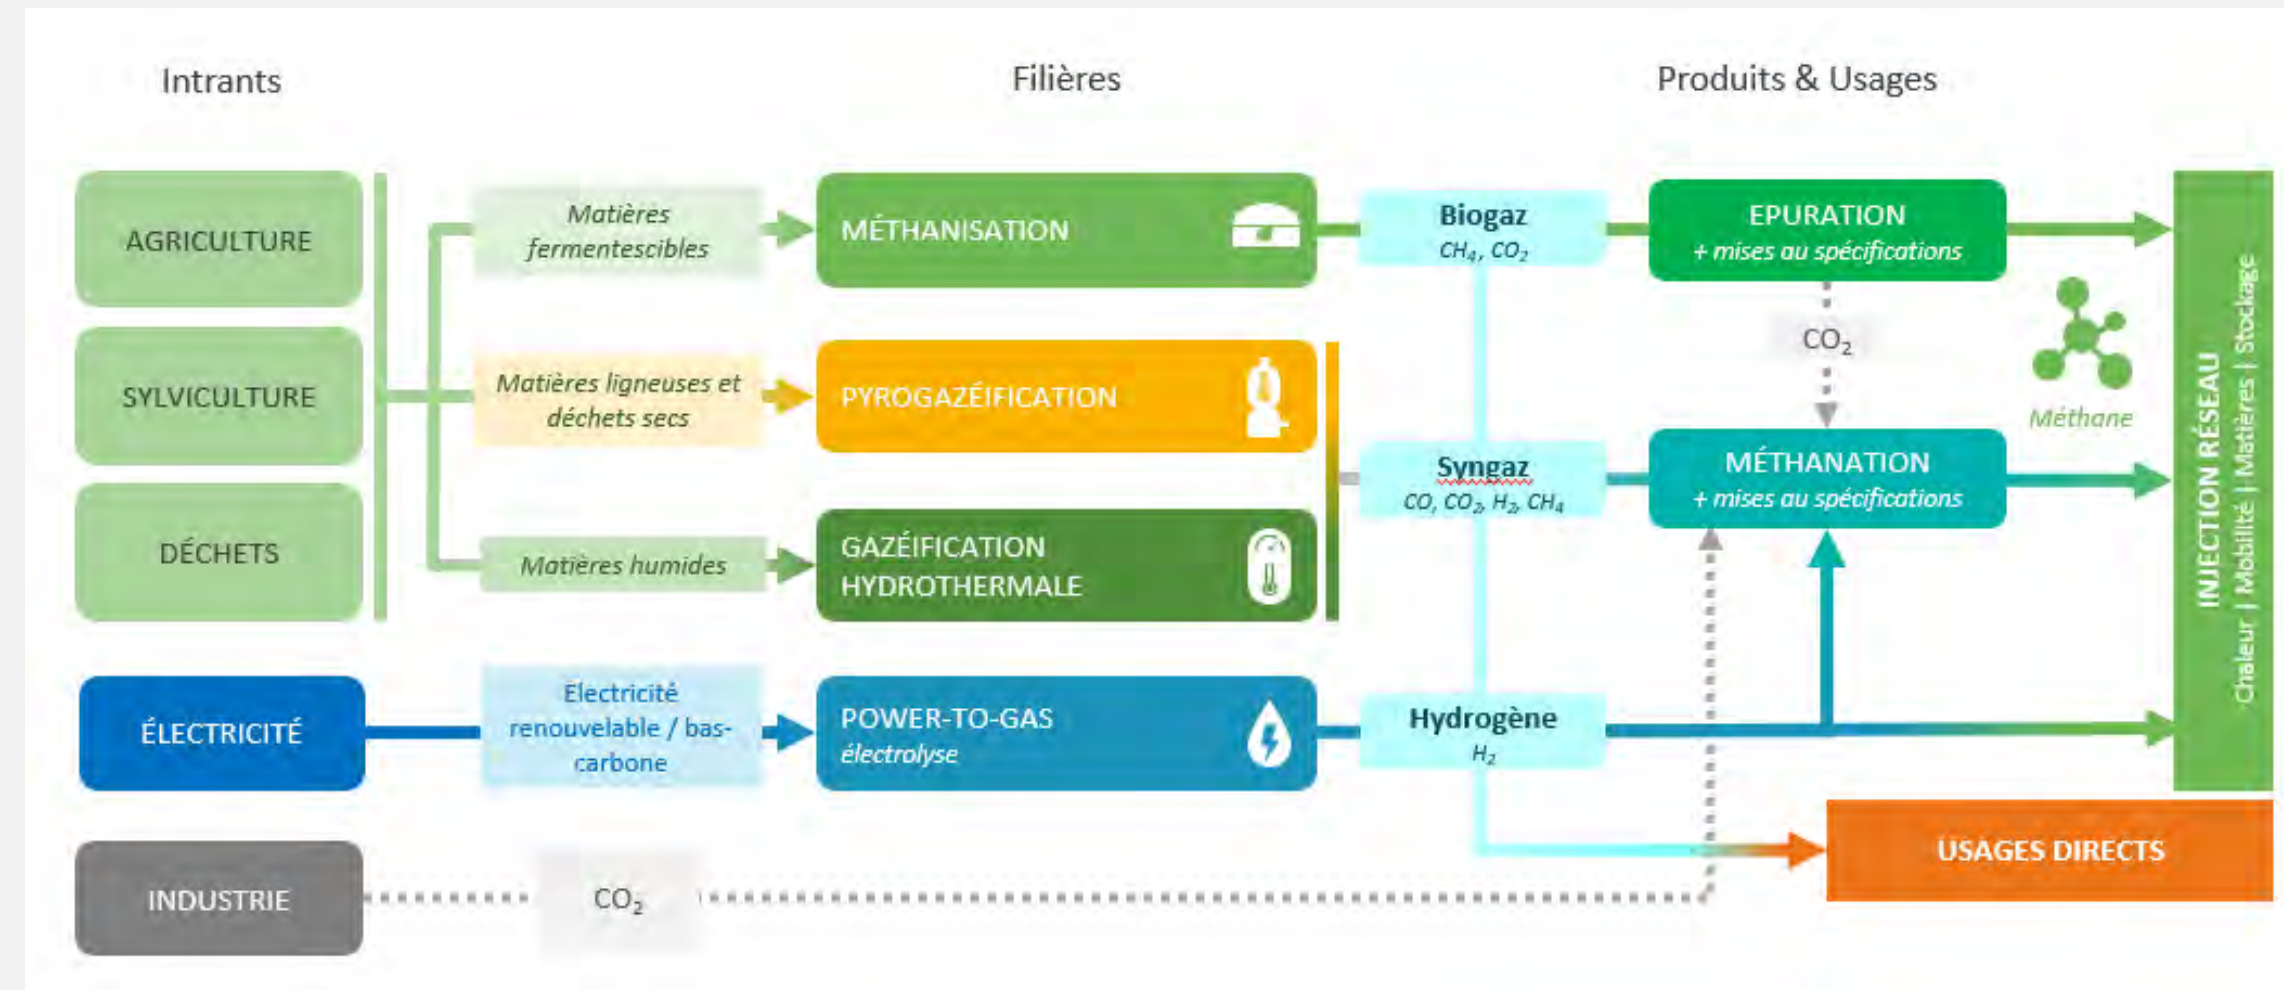 Intrants
Filières
Produits & Usages
AGRICULTURE
SYLVICULTURE
DÉCHETS
ÉLECTRICITÉ
INDUSTRIE
Matières
fermentescibles
Matières ligneuses et
déchets secs
Matières humides
Electricité
renouvelable / bas-
carbone
CO₂
MÉTHANISATION
PYROGAZÉIFICATION
GAZÉIFICATION
HYDROTHERMALE
POWER-TO-GAS
électrolyse
Biogaz
CH₄, CO₂
Syngaz
CO, CO₂, H₂, CH₄
Hydrogène
H₂
EPURATION
+ mises au spécifications
CO₂
MÉTHANATION
+ mises au spécifications
Méthane
INJECTION RÉSEAU
Chaleur | Mobilité | Matières | Stockage
USAGES DIRECTS